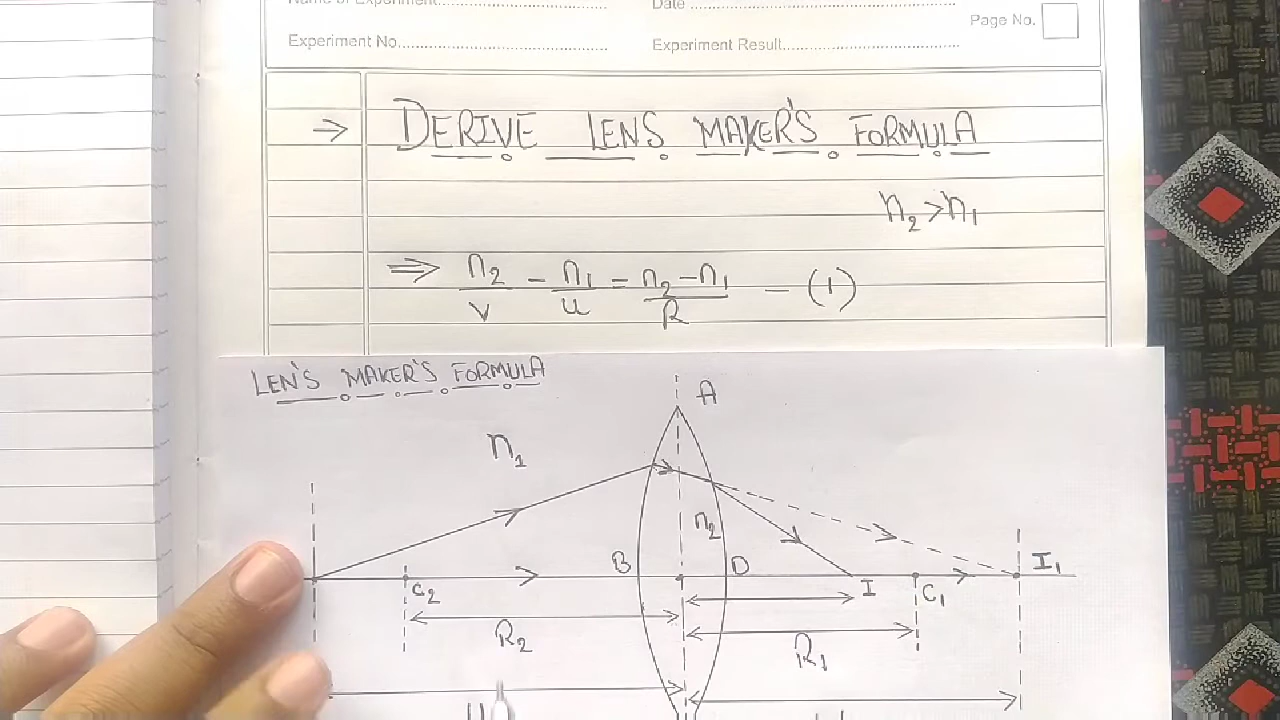 Name of Experiment
Date
Page No.
Experiment No.
Experiment Result
⇒ DERIVE LENS MAKER'S FORMULA
n₂ > n₁
⇒ n₂/v - n₁/u = n₂-n₁/R - (1)
LEN'S MAKER'S FORMULA
A
n₁
n₂
B
D
I₁
C₂
I
C₁
R₂
R₁